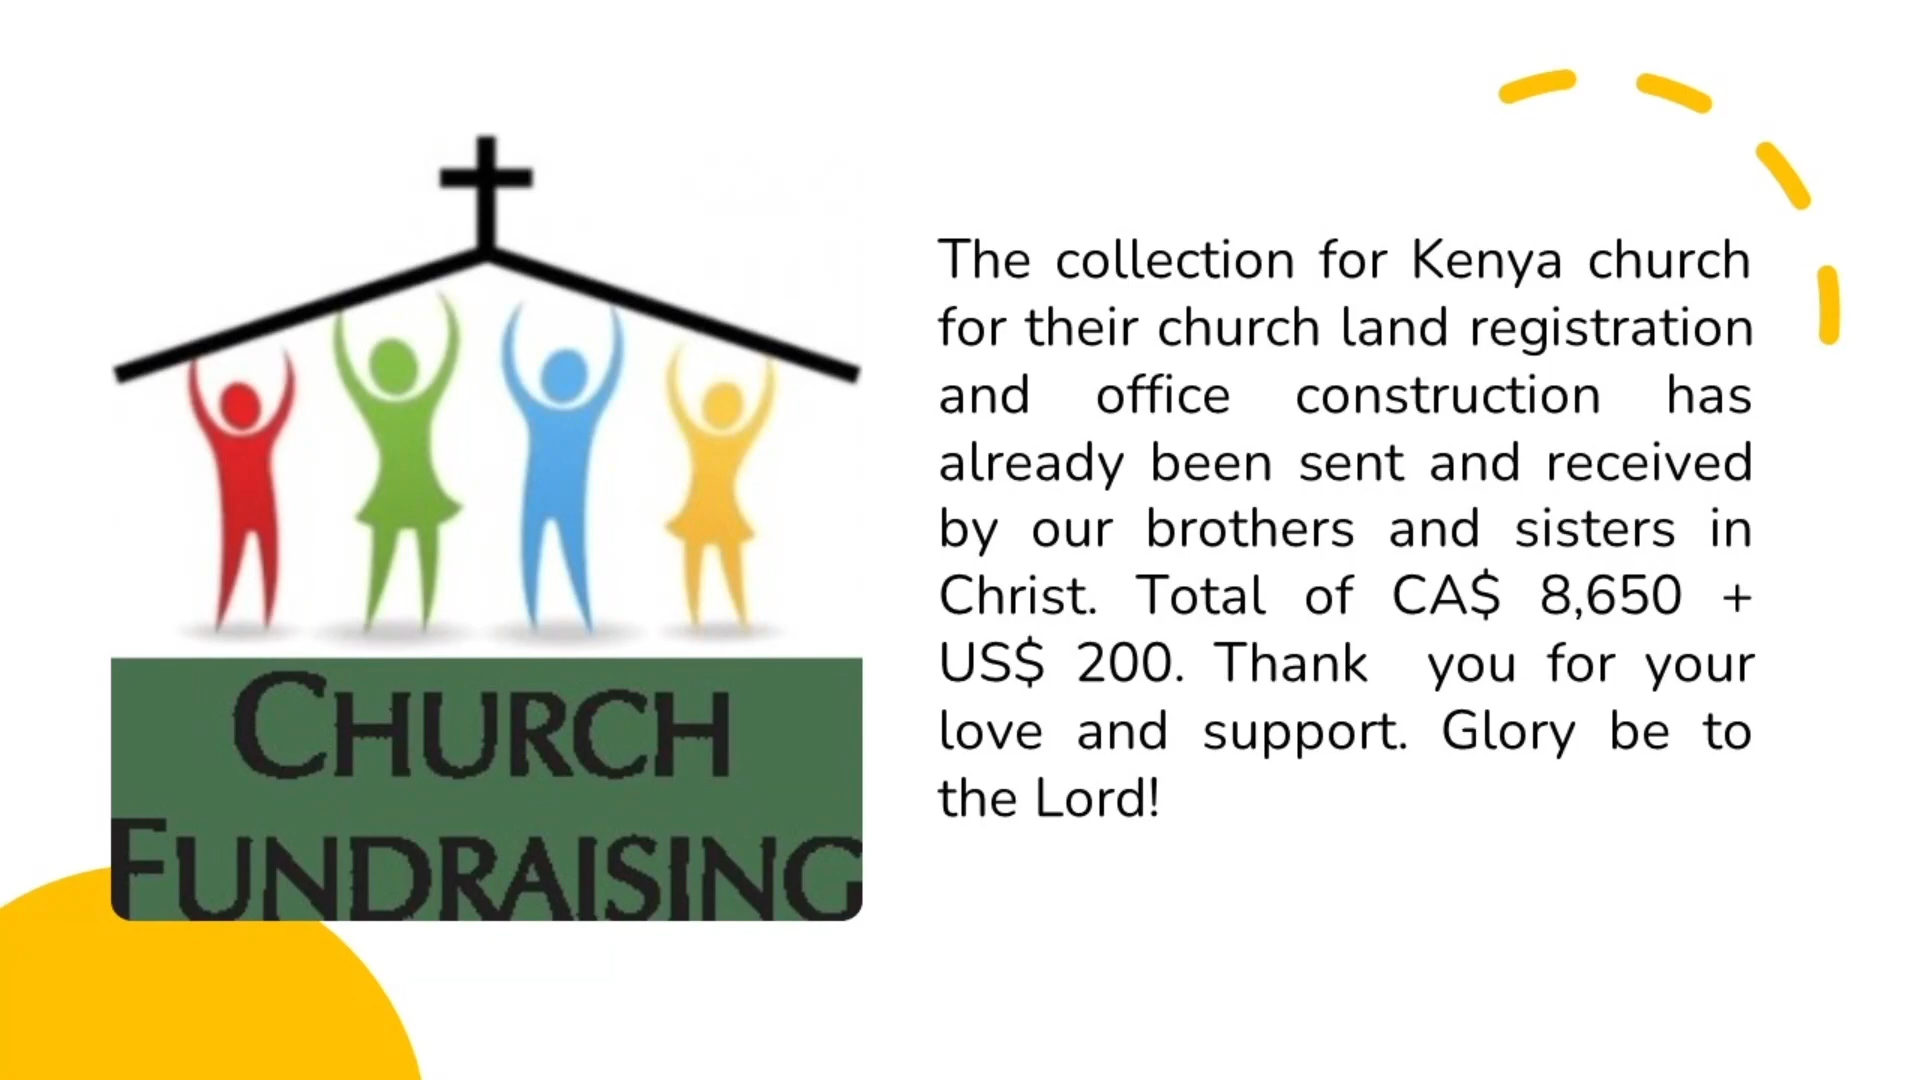 CHURCH
FUNDRAISING
The collection for Kenya church
for their church land registration
and office construction has
already been sent and received
by our brothers and sisters in
Christ. Total of CA$ 8,650 +
US$ 200. Thank you for your
love and support. Glory be to
the Lord!